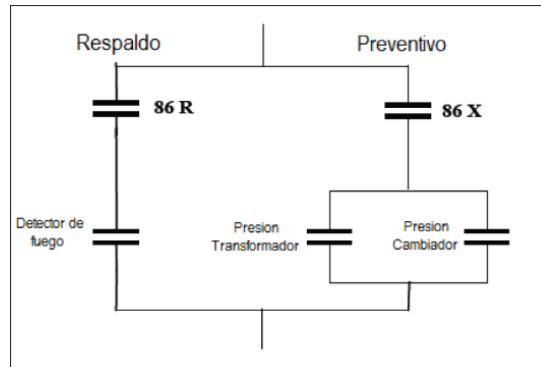 Respaldo
Preventivo
86 R
86 X
Detector de
fuego
Presion
Transformador
Presion
Cambiador